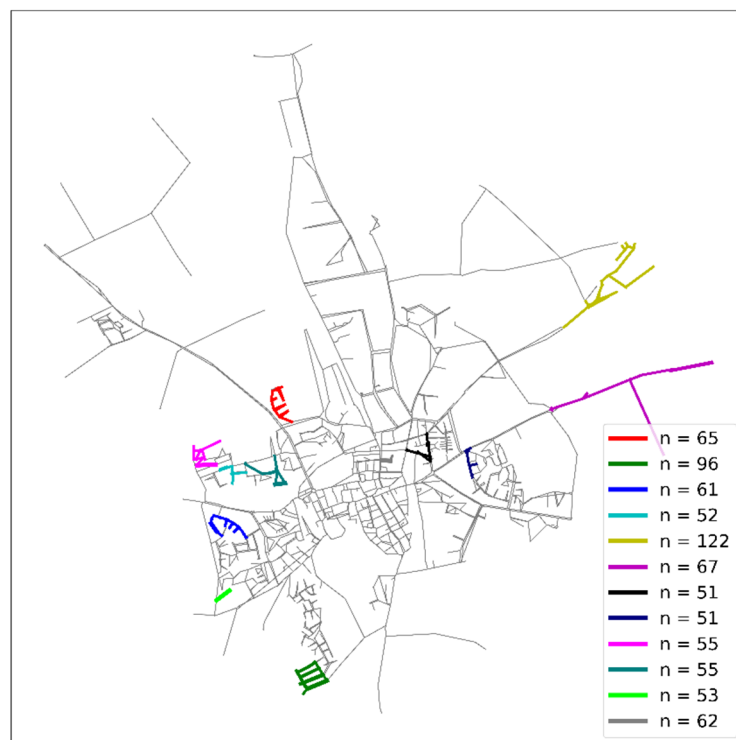 n = 65
n = 96
n = 61
n = 52
n = 122
n = 67
n = 51
n = 51
n = 55
n = 55
n = 53
n = 62